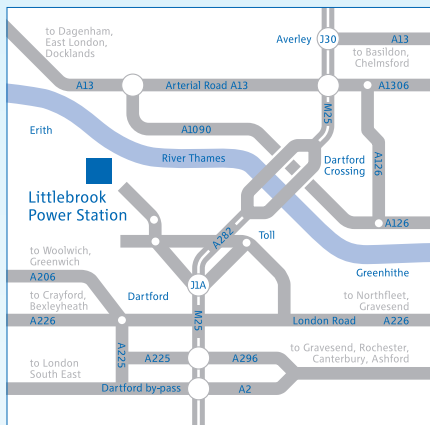 to Dagenham,
East London,
Docklands
Averley
J30
A13
to Basildon,
Chelmsford
A13
Arterial Road A13
A1306
M25
A1090
Erith
River Thames
Dartford
Crossing
A126
Littlebrook
Power Station
A126
A282
Toll
to Woolwich,
Greenwich
A206
Greenhithe
J1A
Dartford
to Crayford,
Bexleyheath
to Northfleet,
Gravesend
A226
M25
London Road
A226
A225
A225
A296
to Gravesend, Rochester,
Canterbury, Ashford
to London
South East
Dartford by-pass
A2